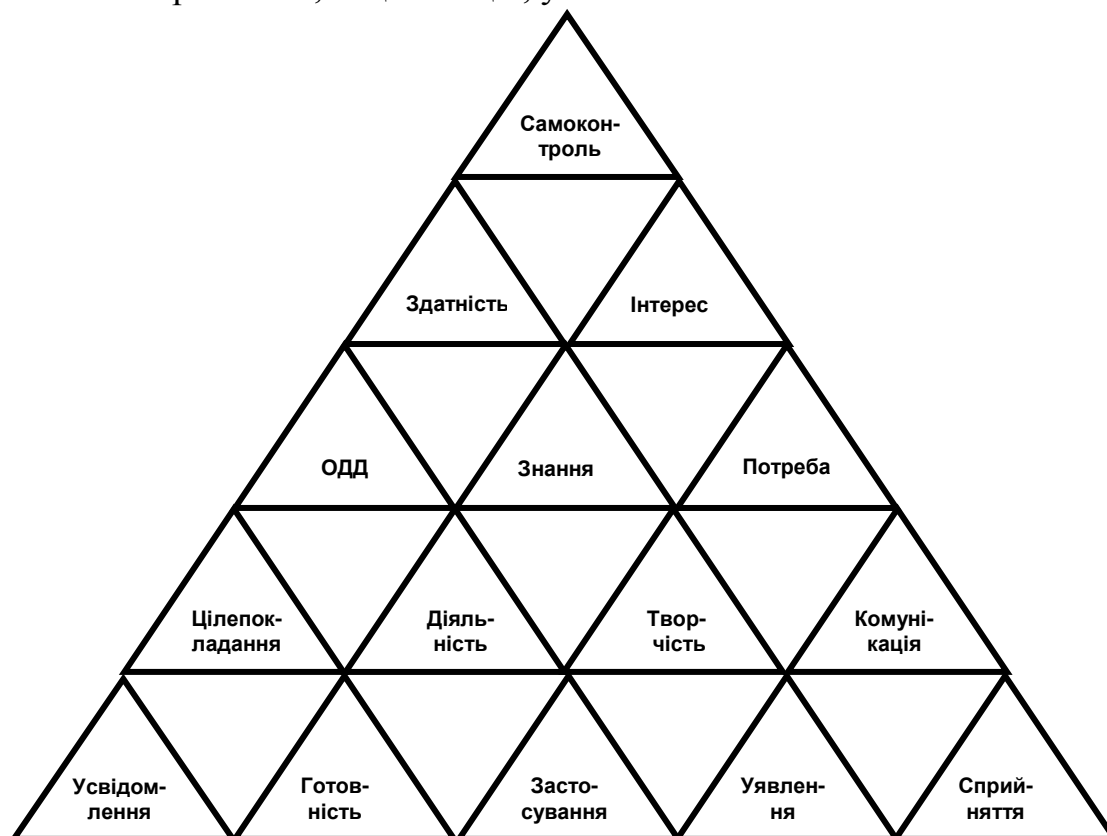 Самокон-
троль
Здатність Інтерес
ОДД Знання Потреба
Цілепок- Діяль- Твор- Комуні-
ладання ність чість кація
Усвідом- Готов- Засто- Уявлен- Сприй-
лення ність сування ня няття